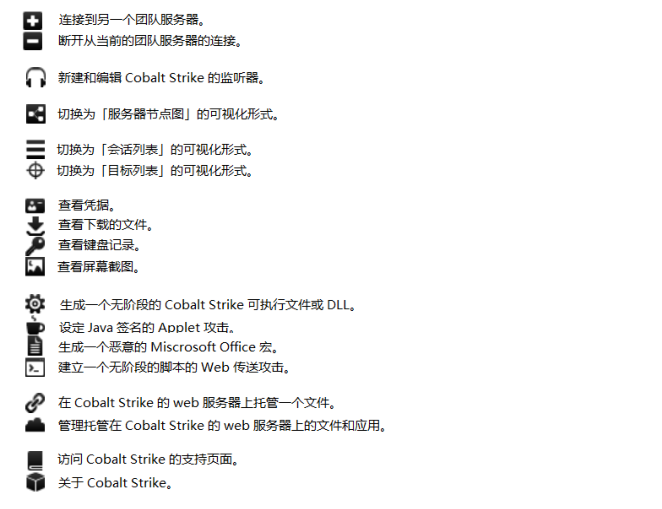 连接到另一个团队服务器。
断开从当前的团队服务器的连接。
新建和编辑 Cobalt Strike 的监听器。
切换为「服务器节点图」的可视化形式。
切换为「会话列表」的可视化形式。
切换为「目标列表」的可视化形式。
查看凭据。
查看下载的文件。
查看键盘记录。
查看屏幕截图。
生成一个无阶段的 Cobalt Strike 可执行文件或 DLL。
设定 Java 签名的 Applet 攻击。
生成一个恶意的 Miscrosoft Office 宏。
建立一个无阶段的脚本的 Web 传送攻击。
在 Cobalt Strike 的 web 服务器上托管一个文件。
管理托管在 Cobalt Strike 的 web 服务器上的文件和应用。
访问 Cobalt Strike 的支持页面。
关于 Cobalt Strike。